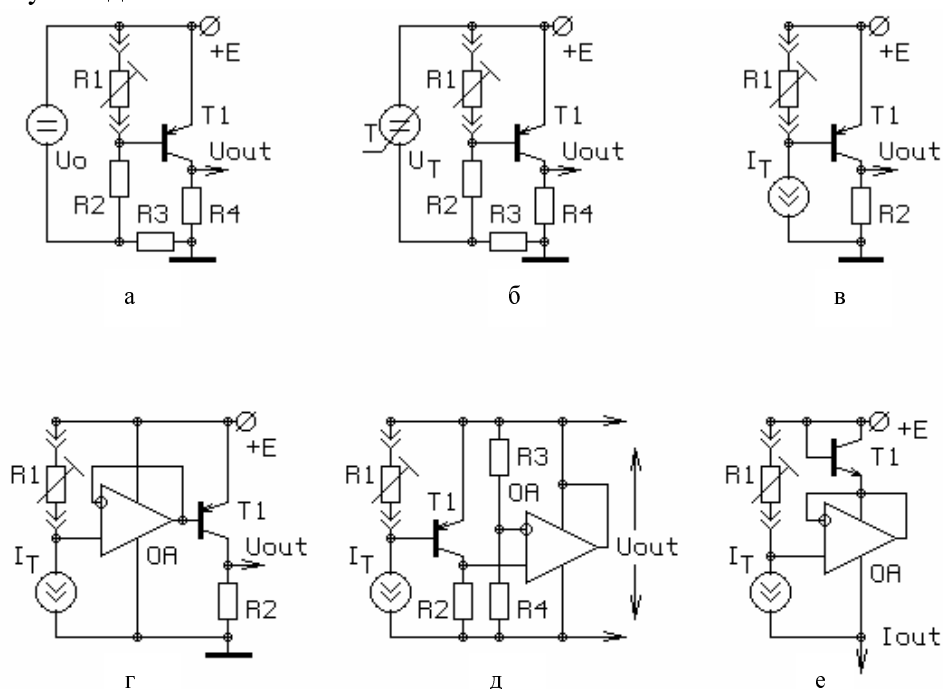 +E
R1
T1
Uo
Uout
R2
R3
R4
а
+E
R1
T1
T
UT
Uout
R2
R3
R4
б
+E
R1
T1
IT
Uout
R2
в
+E
R1
T1
IT
OA
Uout
R2
г
R1
T1
R3
OA
IT
Uout
R2
R4
д
+E
R1
T1
IT
OA
Iout
е